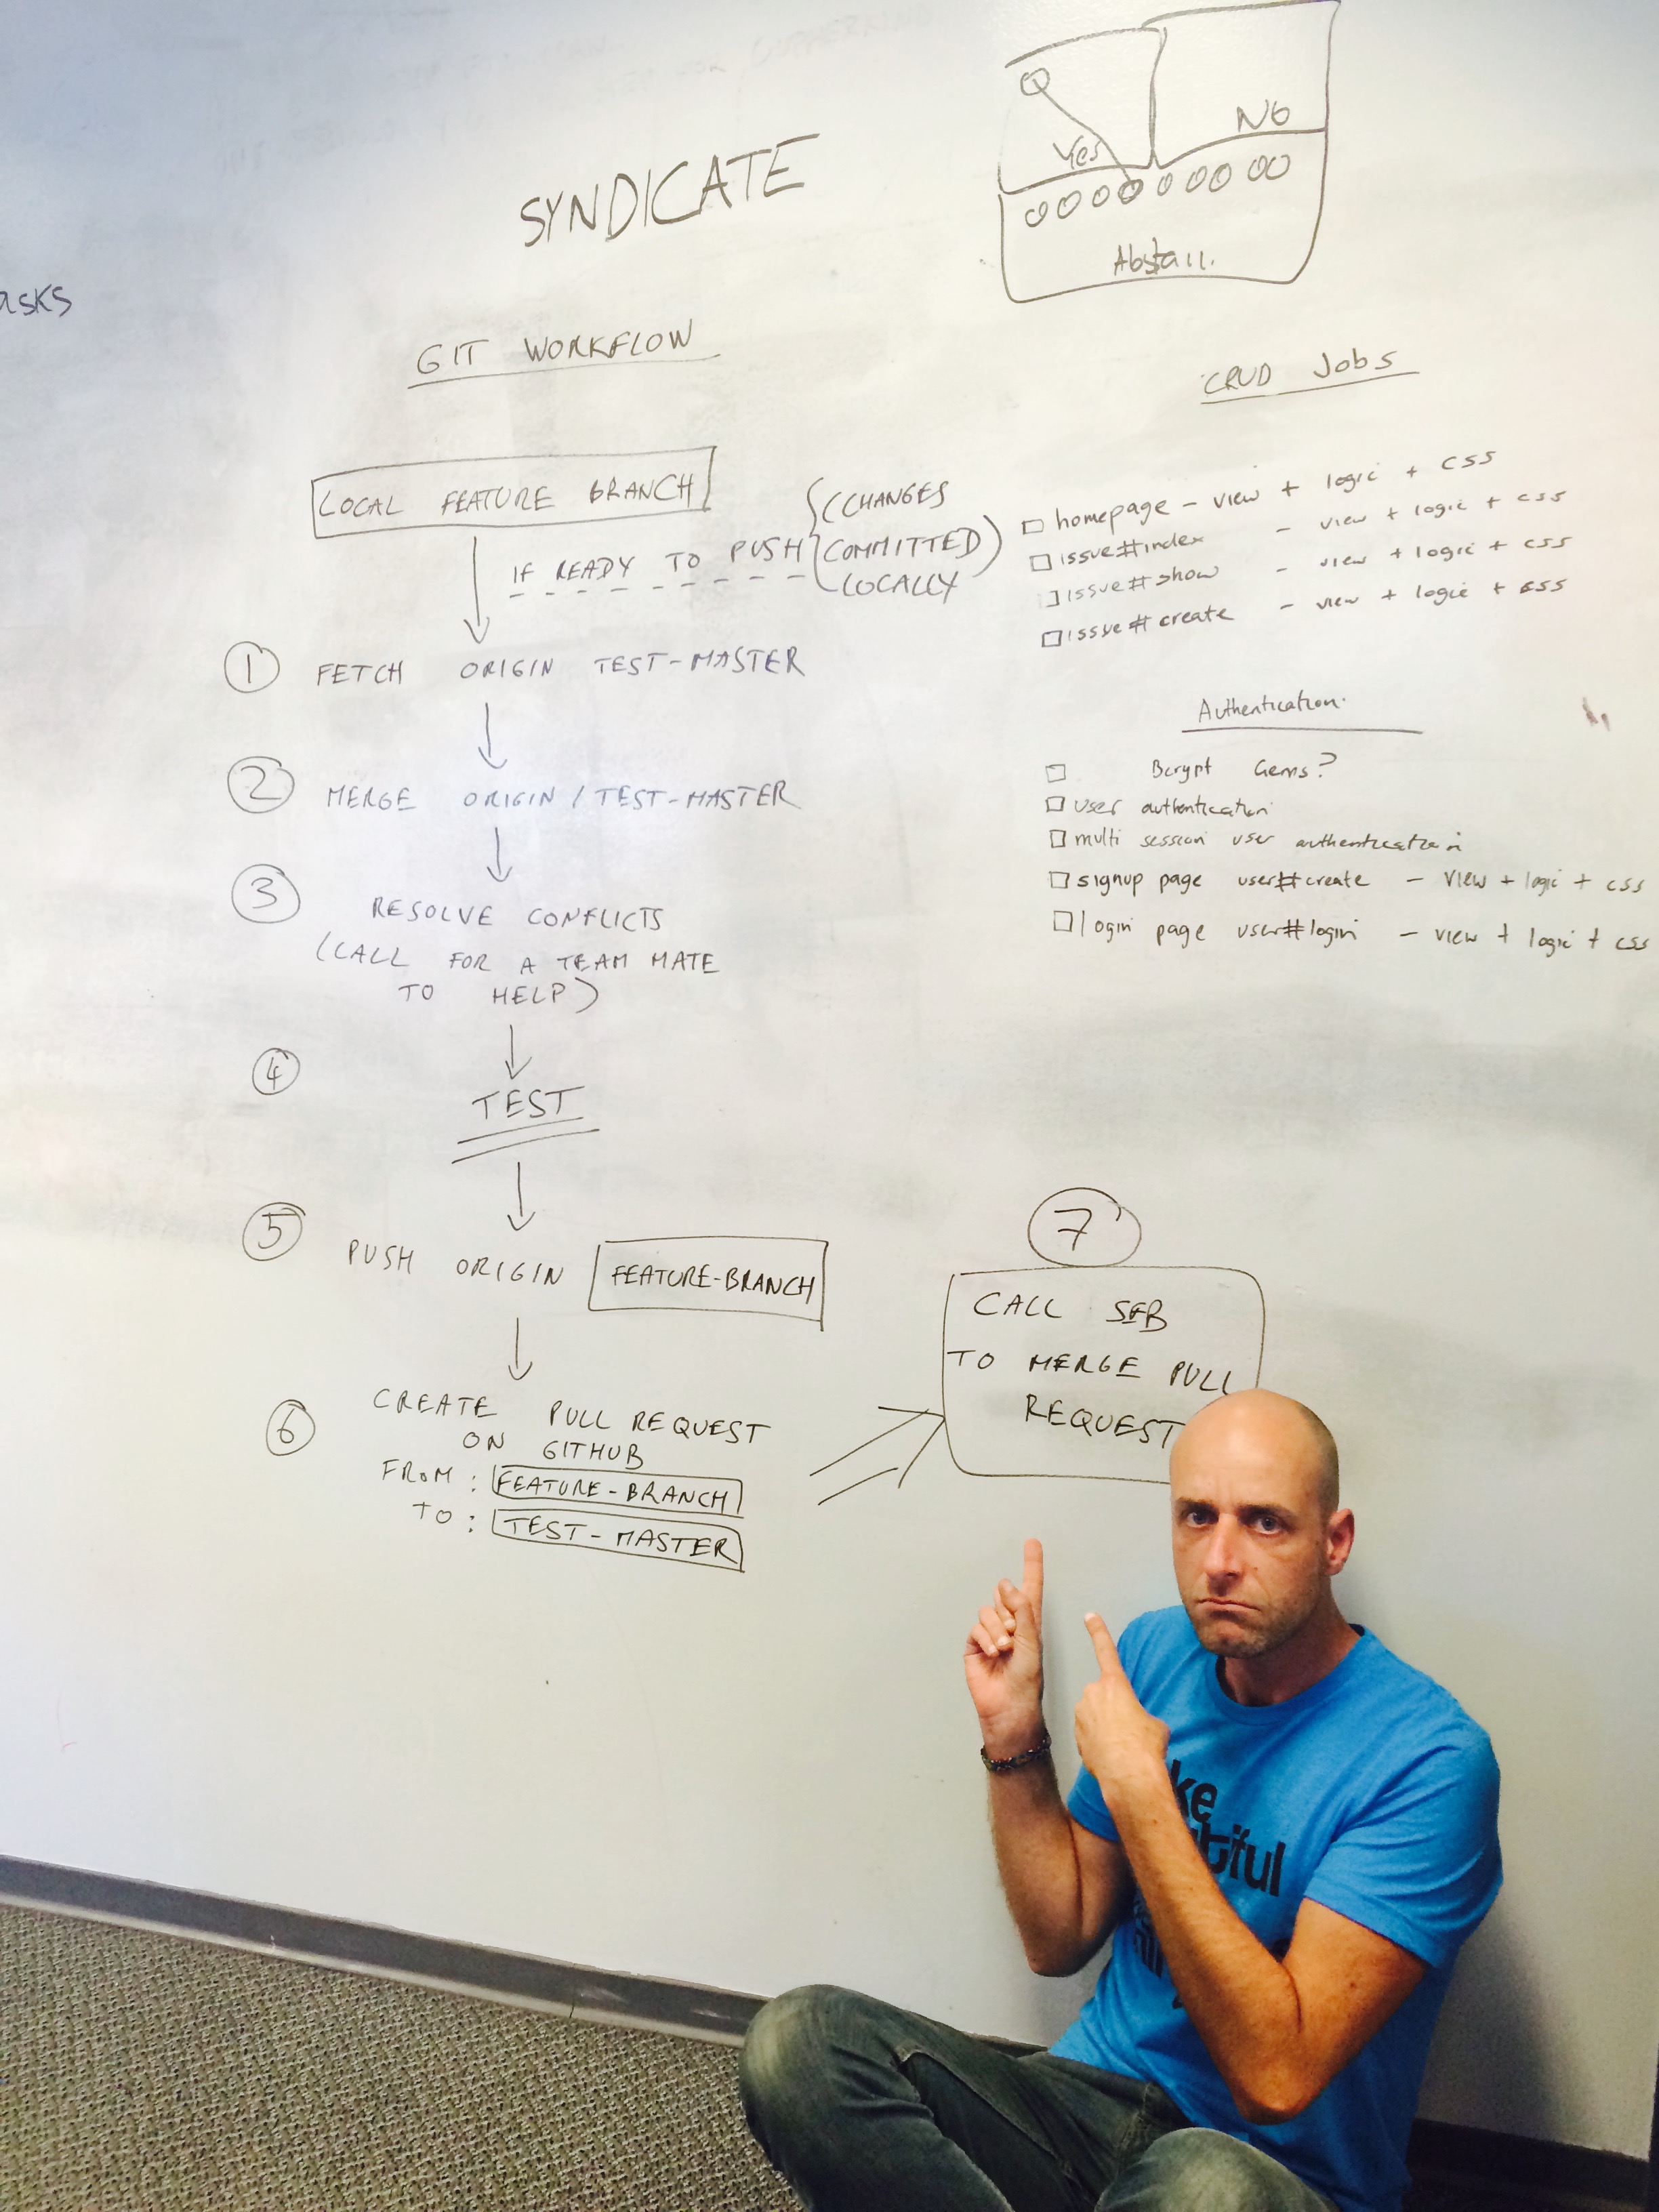 SYNDICATE
Q
Yes
NO
Abstain.
asks
GIT WORKFLOW
LOCAL FEATURE BRANCH
IF READY TO PUSH
(CHANGES
COMMITTED)
LOCALLY
1 FETCH ORIGIN TEST-MASTER
2 MERGE ORIGIN / TEST-MASTER
3 RESOLVE CONFLICTS
(CALL FOR A TEAM MATE
TO HELP)
4 TEST
5 PUSH ORIGIN FEATURE-BRANCH
6 CREATE PULL REQUEST
ON GITHUB
FROM : FEATURE-BRANCH
TO : TEST-MASTER
7
CALL SEB
TO MERGE PULL
REQUEST
CRUD Jobs
homepage - view + logic + css
issue#index - view + logic + css
issue#show - view + logic + css
issue#create - view + logic + css
Authentication.
Bcrypt Gems?
user authentication
multi session user authentication
signup page user#create - view + logic + css
login page user#login - view + logic + css
ke
tiful